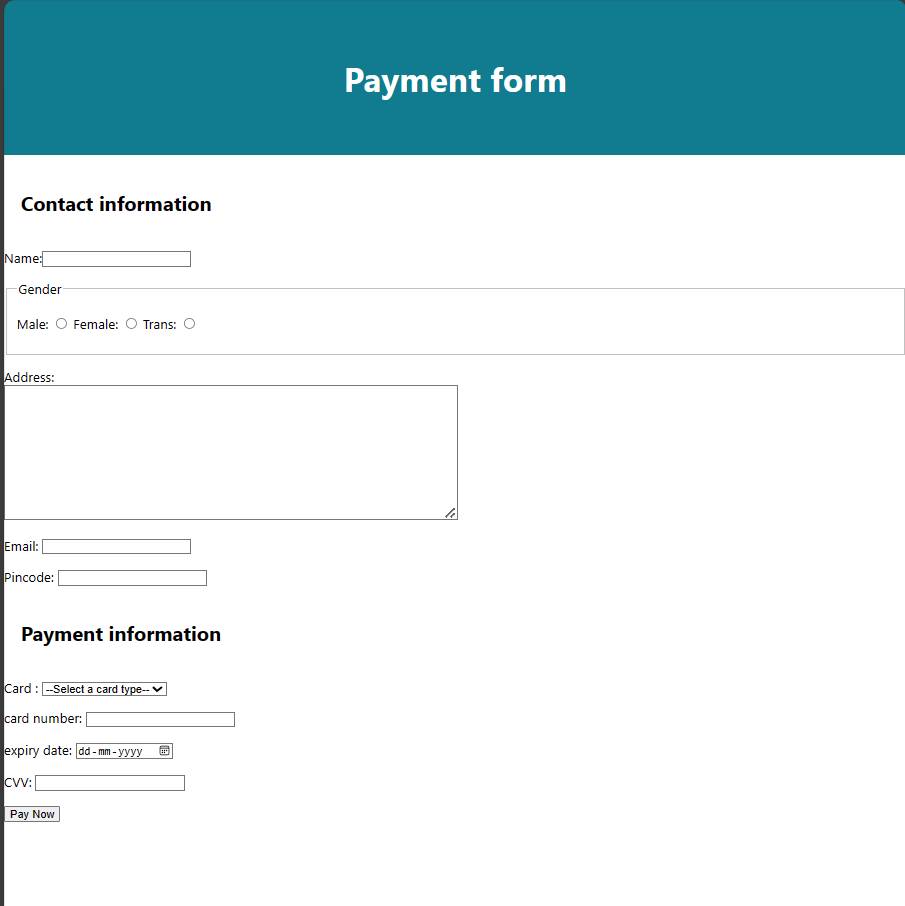 Payment form
Contact information
Name:
Gender
Male: Female: Trans:
Address:
Email:
Pincode:
Payment information
Card : --Select a card type--
card number:
expiry date: dd-mm-yyyy
CVV:
Pay Now